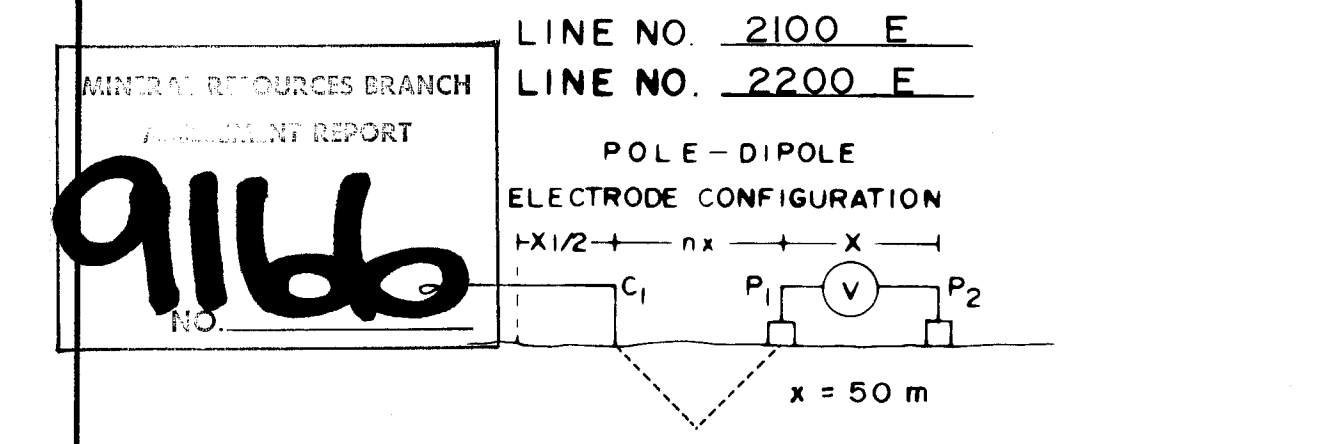 LINE NO. 2100 E
LINE NO. 2200 E
MINERAL RESOURCES BRANCH
ASSESSMENT REPORT
9166
NO.
POLE-DIPOLE
ELECTRODE CONFIGURATION
X1/2 nx X
C1 P1 V P2
x = 50 m